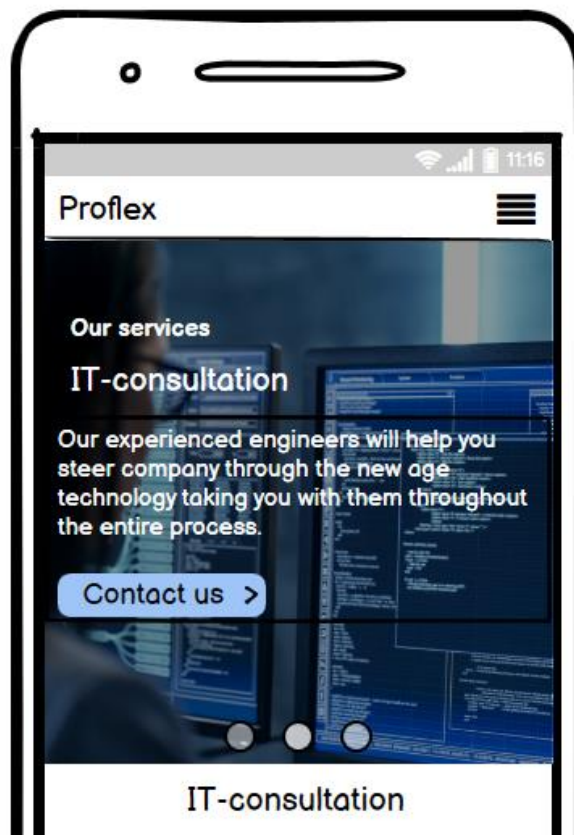 11:16
Proflex
Our services
IT-consultation
Our experienced engineers will help you
steer company through the new age
technology taking you with them throughout
the entire process.
Contact us >
IT-consultation